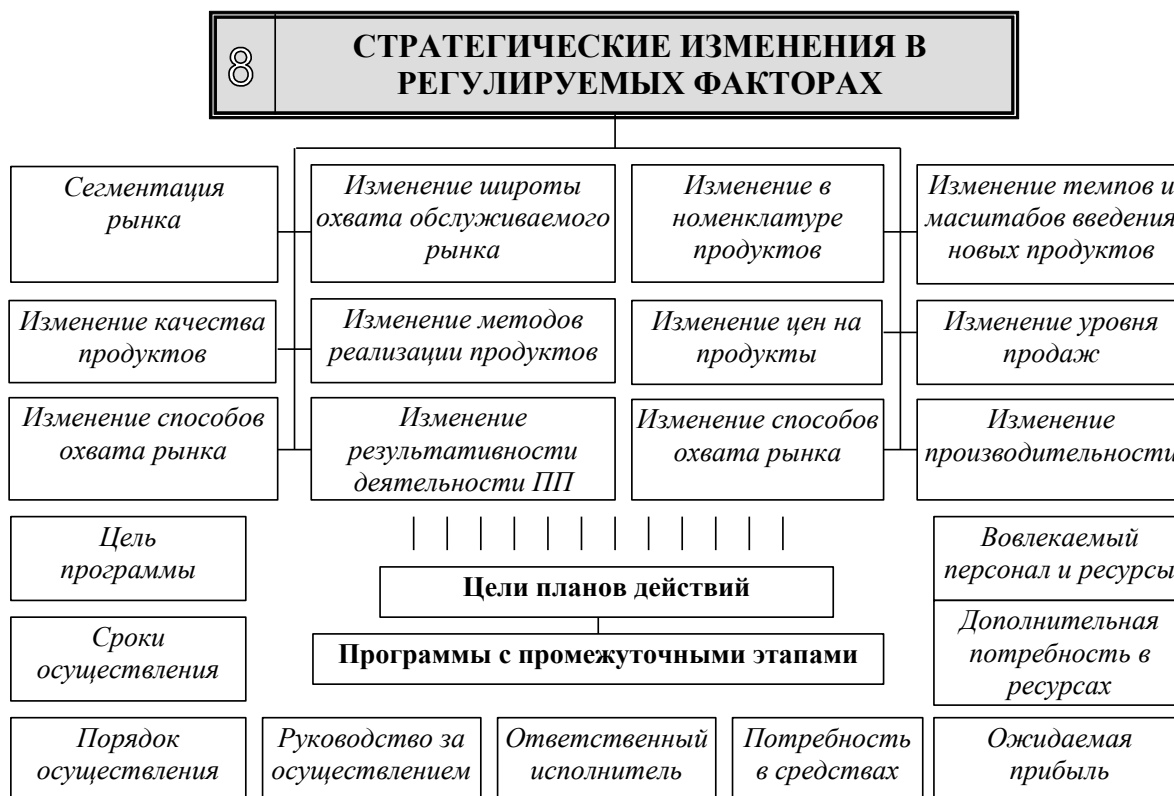 8
СТРАТЕГИЧЕСКИЕ ИЗМЕНЕНИЯ В
РЕГУЛИРУЕМЫХ ФАКТОРАХ
Сегментация
рынка
Изменение широты
охвата обслуживаемого
рынка
Изменение в
номенклатуре
продуктов
Изменение темпов и
масштабов введения
новых продуктов
Изменение качества
продуктов
Изменение методов
реализации продуктов
Изменение цен на
продукты
Изменение уровня
продаж
Изменение способов
охвата рынка
Изменение
результативности
деятельности ПП
Изменение способов
охвата рынка
Изменение
производительности
Цель
программы
Цели планов действий
Вовлекаемый
персонал и ресурсы
Сроки
осуществления
Программы с промежуточными этапами
Дополнительная
потребность в
ресурсах
Порядок
осуществления
Руководство за
осуществлением
Ответственный
исполнитель
Потребность
в средствах
Ожидаемая
прибыль